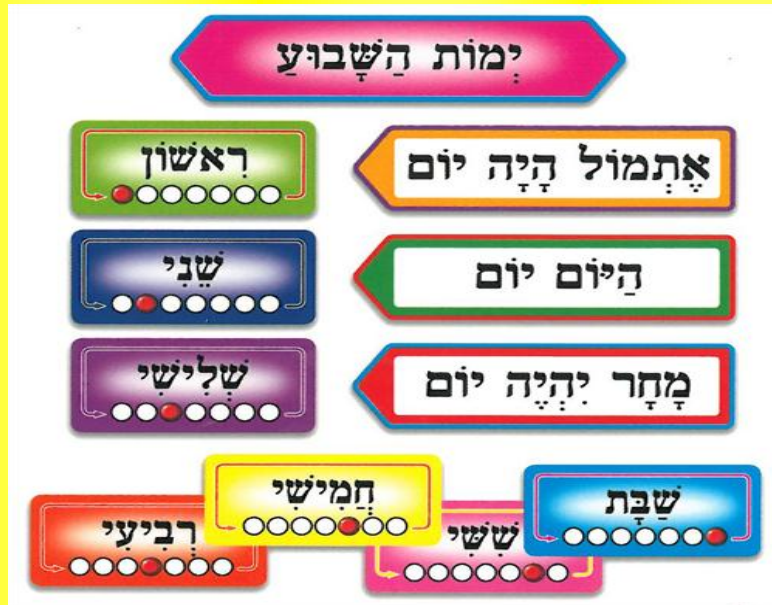 יְמוֹת הַשָּׁבוּעַ
אֶתְמוֹל הָיָה יוֹם
רִאשׁוֹן
הַיּוֹם יוֹם
שֵׁנִי
מָחָר יִהְיֶה יוֹם
שְׁלִישִׁי
שַׁבָּת
חֲמִישִׁי
שִׁשִּׁי
רְבִיעִי